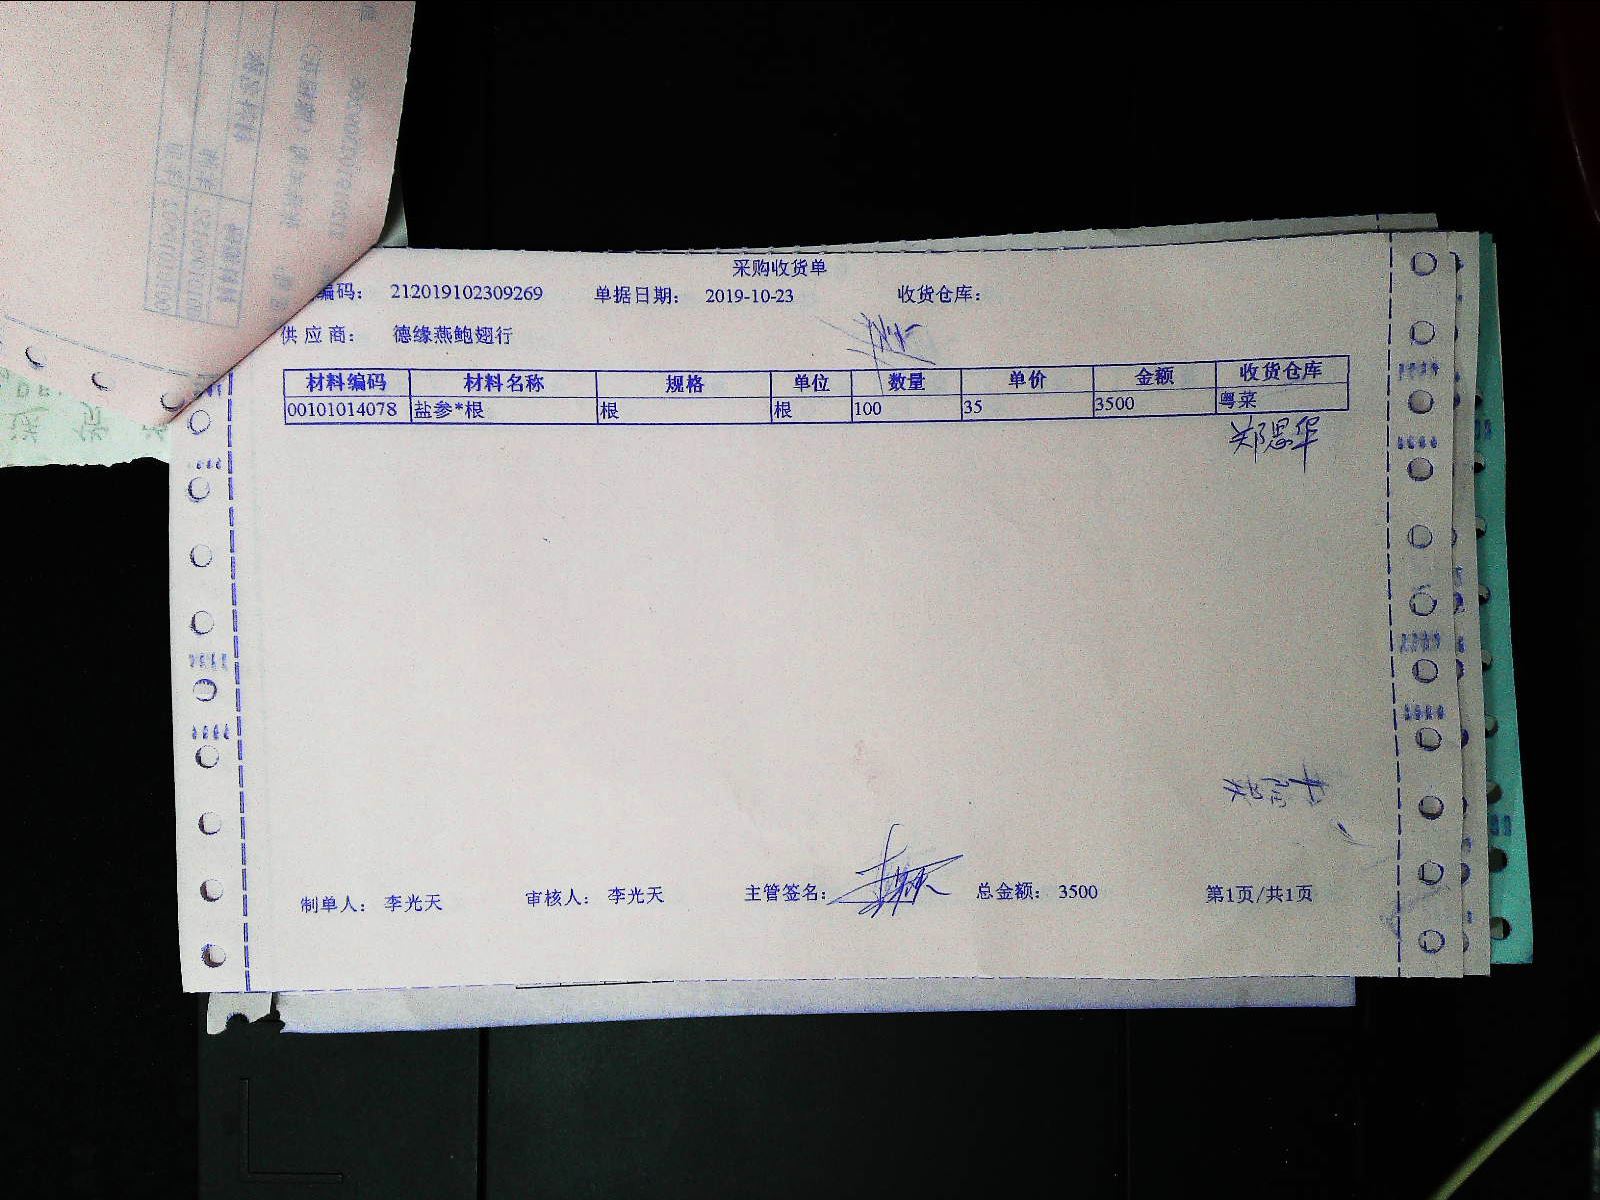 采购收货单
编码： 212019102309269 单据日期： 2019-10-23 收货仓库：
供 应 商： 德缘燕鲍翅行
材料编码 材料名称 规格 单位 数量 单价 金额 收货仓库
00101014078 盐参*根 根 根 100 35 3500 粤菜
郑思华
制单人： 李光天 审核人： 李光天 主管签名： 总金额： 3500 第1页/共1页